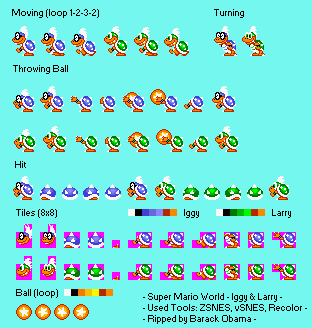 Moving (loop 1-2-3-2)
Turning
Throwing Ball
Hit
Tiles (8x8)
Iggy
Larry
Ball (loop)
- Super Mario World - Iggy & Larry -
- Used Tools: ZSNES, vSNES, Recolor -
- Ripped by Barack Obama -